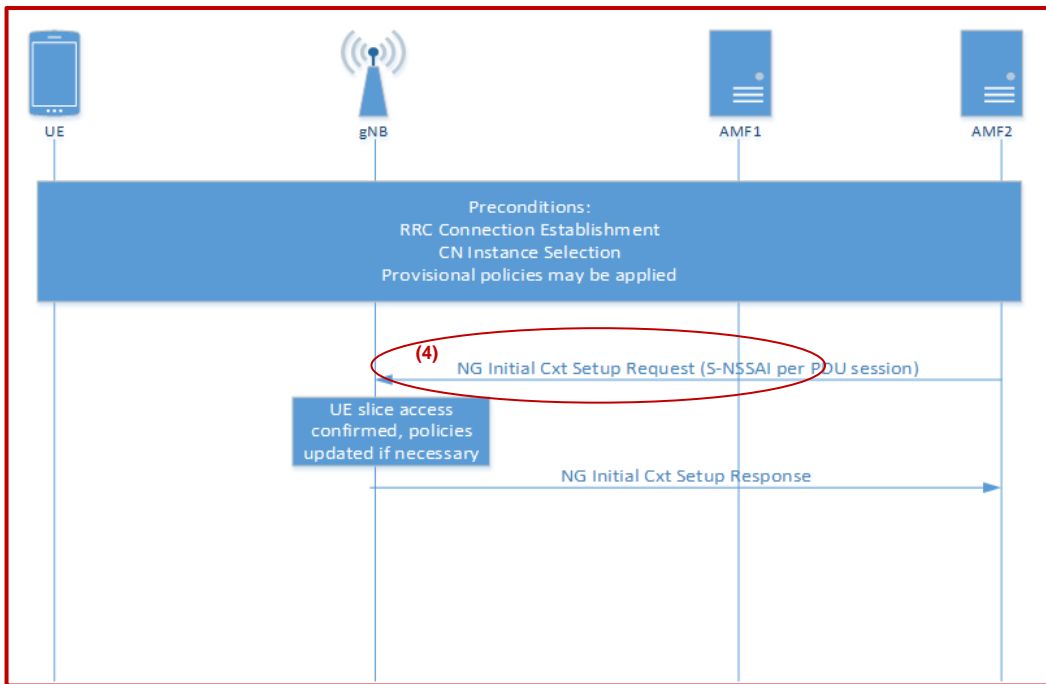 UE
gNB
AMF1
AMF2
Preconditions:
RRC Connection Establishment
CN Instance Selection
Provisional policies may be applied
(4)
NG Initial Cxt Setup Request (S-NSSAI per PDU session)
UE slice access
confirmed, policies
updated if necessary
NG Initial Cxt Setup Response